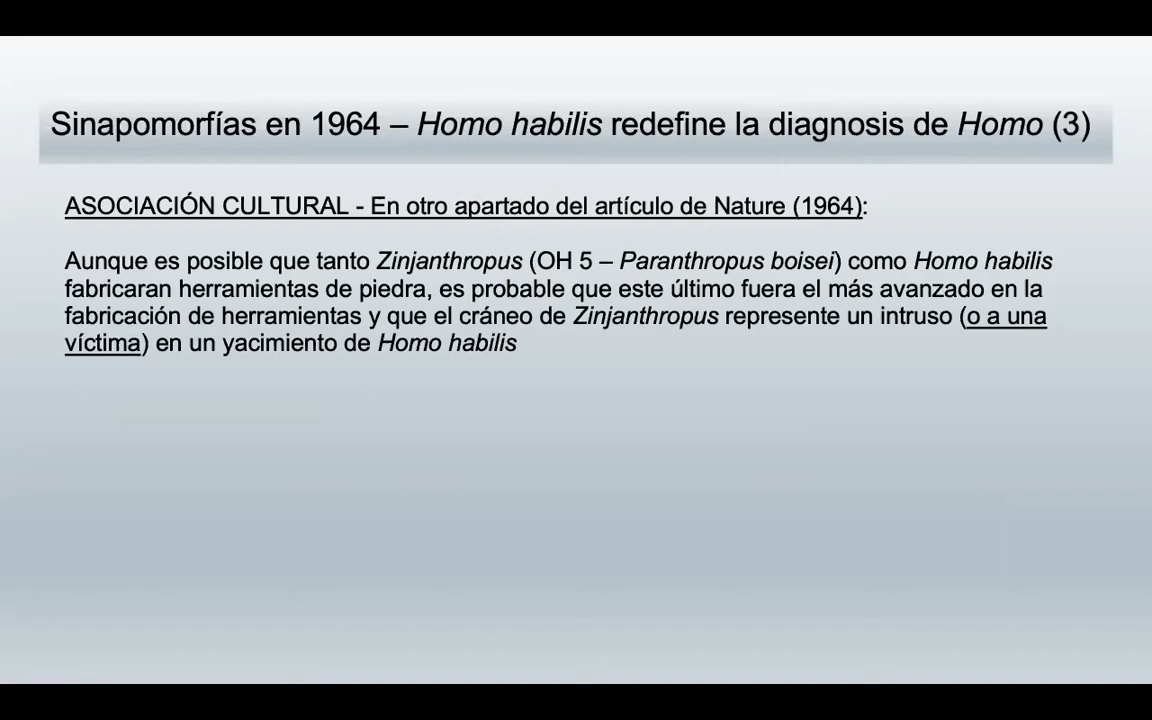 Sinapomorfías en 1964 – Homo habilis redefine la diagnosis de Homo (3)
ASOCIACIÓN CULTURAL - En otro apartado del artículo de Nature (1964):
Aunque es posible que tanto Zinjanthropus (OH 5 – Paranthropus boisei) como Homo habilis
fabricaran herramientas de piedra, es probable que este último fuera el más avanzado en la
fabricación de herramientas y que el cráneo de Zinjanthropus represente un intruso (o a una
víctima) en un yacimiento de Homo habilis